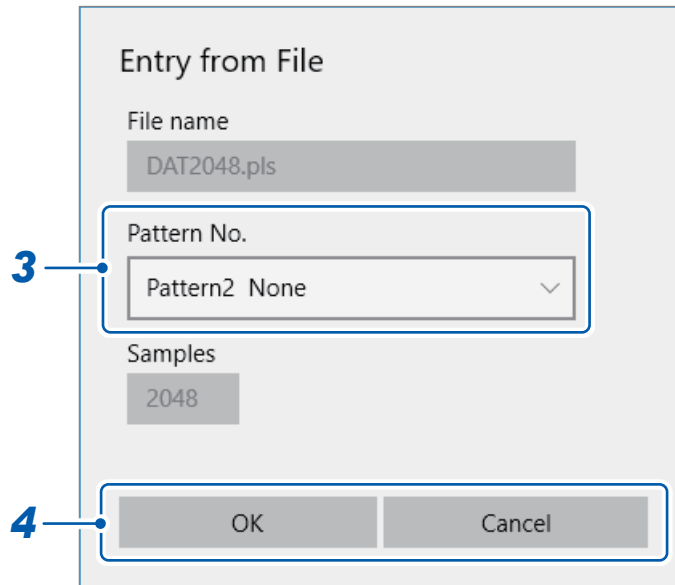 Entry from File
File name
DAT2048.pls
Pattern No.
3
Pattern2 None
Samples
2048
4
OK Cancel